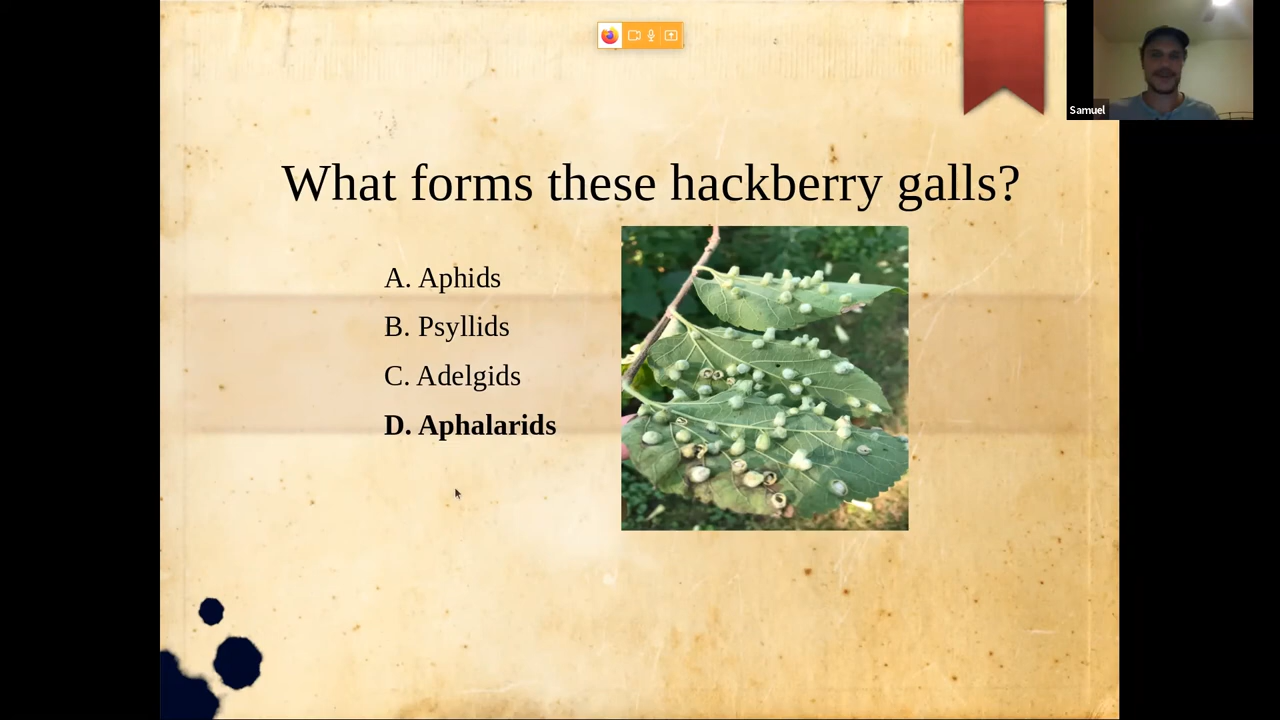 Samuel
What forms these hackberry galls?
A. Aphids
B. Psyllids
C. Adelgids
D. Aphalarids